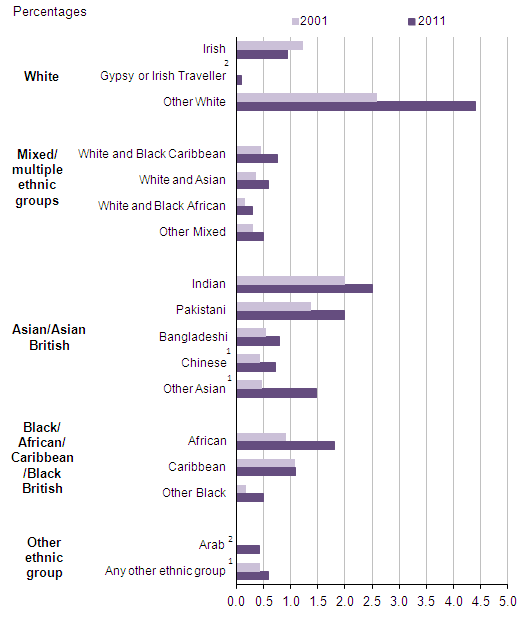 Percentages
2001 2011
Irish
White
Gypsy or Irish Traveller 2
Other White
Mixed/
multiple
ethnic
groups
White and Black Caribbean
White and Asian
White and Black African
Other Mixed
Asian/Asian
British
Indian
Pakistani
Bangladeshi
Chinese 1
Other Asian 1
Black/
African/
Caribbean
/Black
British
African
Caribbean
Other Black
Other
ethnic
group
Arab 2
Any other ethnic group 1
0.0 0.5 1.0 1.5 2.0 2.5 3.0 3.5 4.0 4.5 5.0